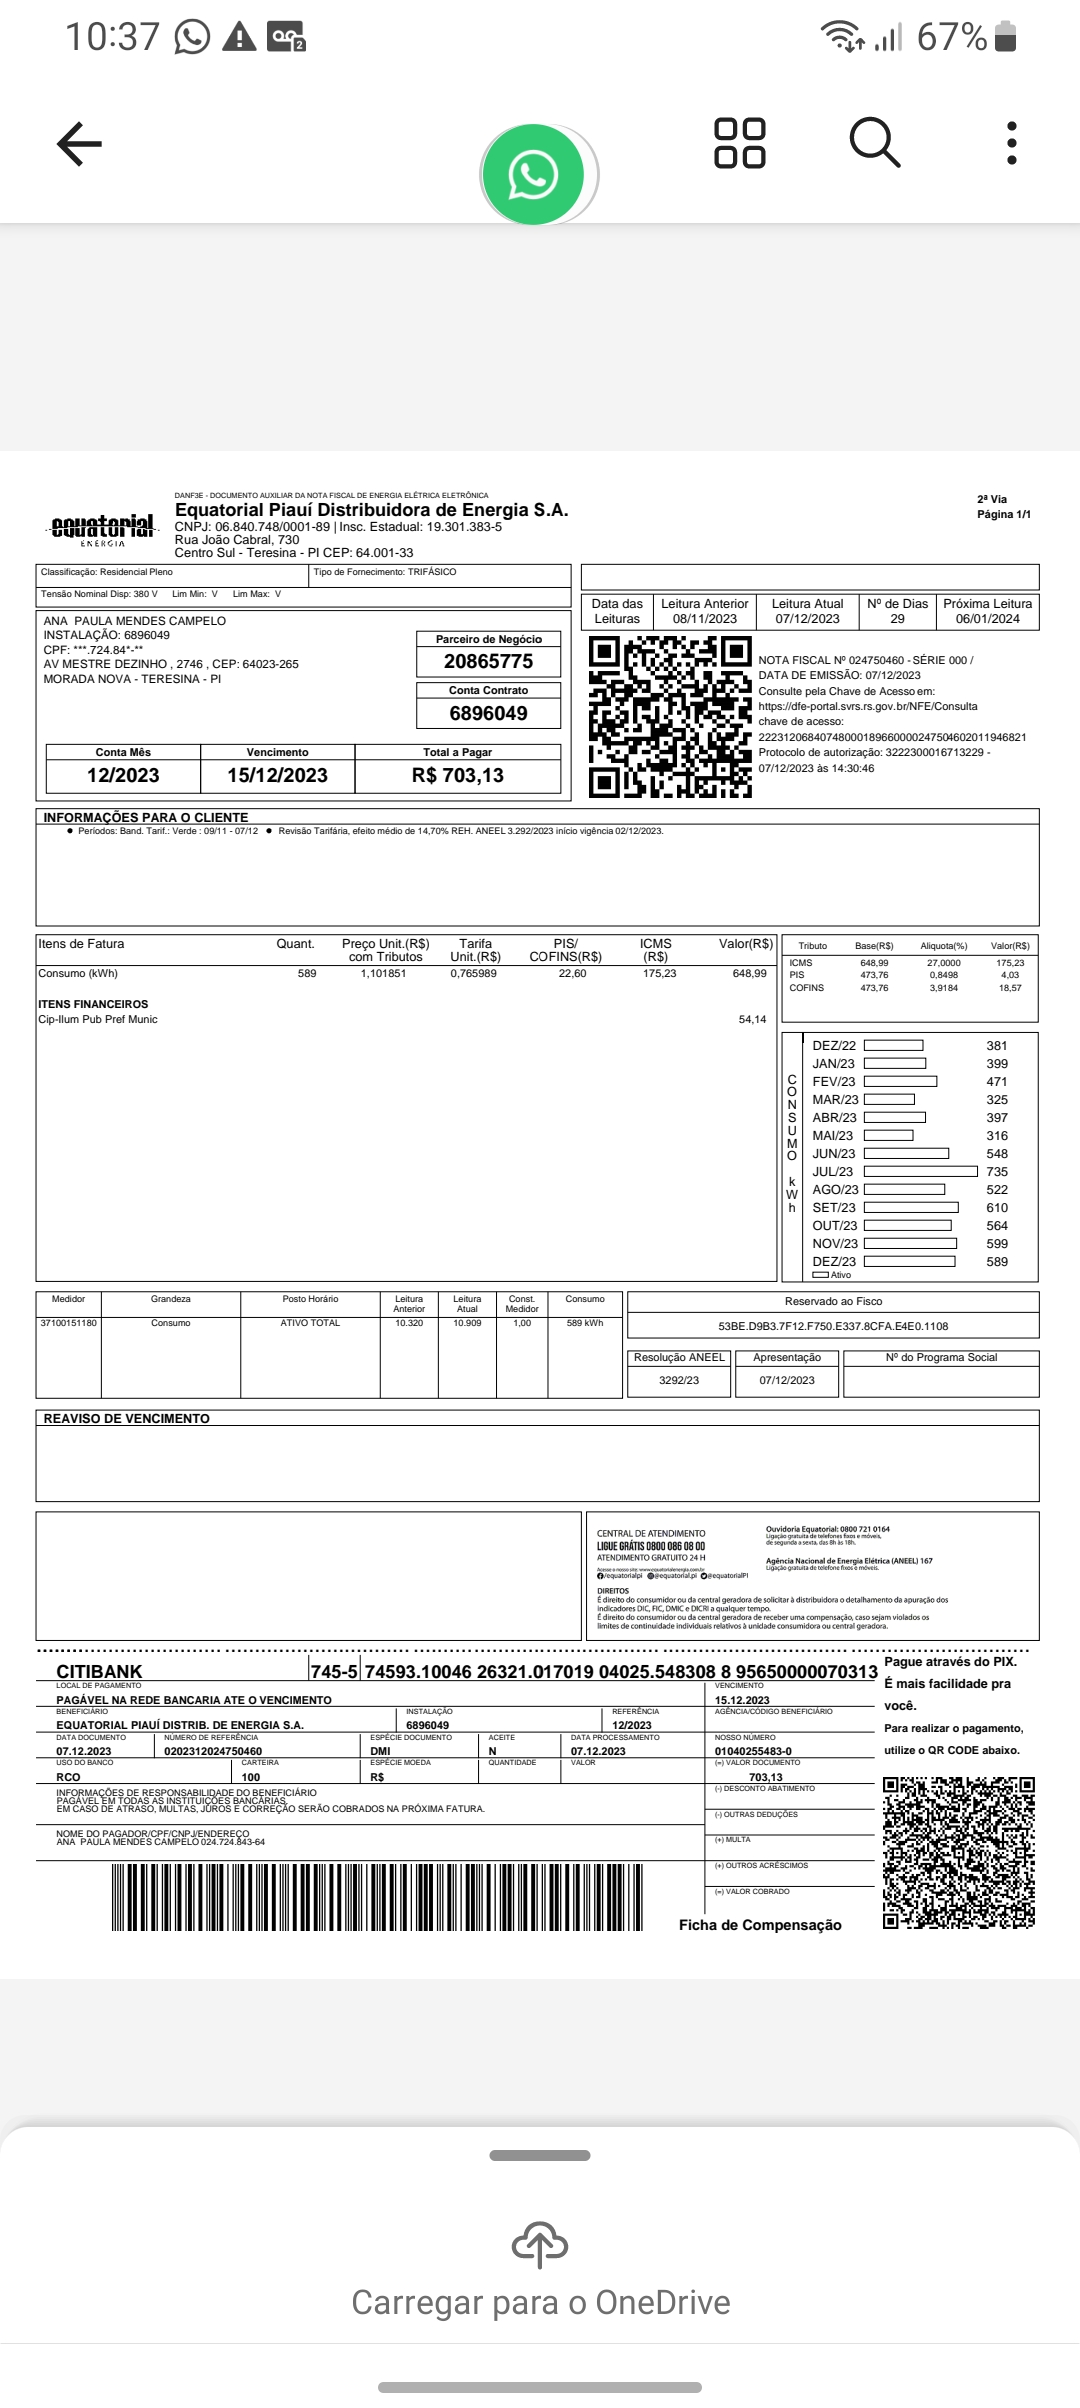 10:37
67%
DANF3E - DOCUMENTO AUXILIAR DA NOTA FISCAL DE ENERGIA ELÉTRICA ELETRÔNICA
equatorial
ENERGIA
Equatorial Piauí Distribuidora de Energia S.A.
CNPJ: 06.840.748/0001-89 | Insc. Estadual: 19.301.383-5
Rua João Cabral, 730
Centro Sul - Teresina - PI CEP: 64.001-33
2ª Via
Página 1/1
Classificação: Residencial Pleno
Tipo de Fornecimento: TRIFÁSICO
Tensão Nominal Disp: 380 V Lim Min: V Lim Max: V
Data das Leituras Leitura Anterior Leitura Atual Nº de Dias Próxima Leitura
08/11/2023 07/12/2023 29 06/01/2024
ANA PAULA MENDES CAMPELO
INSTALAÇÃO: 6896049
CPF: ***.724.84*-**
AV MESTRE DEZINHO , 2746 , CEP: 64023-265
MORADA NOVA - TERESINA - PI
Parceiro de Negócio
20865775
Conta Contrato
6896049
Conta Mês Vencimento Total a Pagar
12/2023 15/12/2023 R$ 703,13
NOTA FISCAL Nº 024750460 - SÉRIE 000 /
DATA DE EMISSÃO: 07/12/2023
Consulte pela Chave de Acesso em:
https://dfe-portal.svrs.rs.gov.br/NFE/Consulta
chave de acesso:
22231206840748000189660000247504602011946821
Protocolo de autorização: 3222300016713229 -
07/12/2023 às 14:30:46
INFORMAÇÕES PARA O CLIENTE
● Períodos: Band. Tarif.: Verde : 09/11 - 07/12 ● Revisão Tarifária, efeito médio de 14,70% REH. ANEEL 3.292/2023 início vigência 02/12/2023.
Itens de Fatura Quant. Preço Unit.(R$) com Tributos Tarifa Unit.(R$) PIS/ COFINS(R$) ICMS (R$) Valor(R$)
Consumo (kWh) 589 1,101851 0,765989 22,60 175,23 648,99
ITENS FINANCEIROS
Cip-Ilum Pub Pref Munic 54,14
Tributo Base(R$) Aliquota(%) Valor(R$)
ICMS 648,99 27,0000 175,23
PIS 473,76 0,8498 4,03
COFINS 473,76 3,9184 18,57
CONSUMO kWh
DEZ/22 381
JAN/23 399
FEV/23 471
MAR/23 325
ABR/23 397
MAI/23 316
JUN/23 548
JUL/23 735
AGO/23 522
SET/23 610
OUT/23 564
NOV/23 599
DEZ/23 589
Ativo
Medidor Grandeza Posto Horário Leitura Anterior Leitura Atual Const. Medidor Consumo
37100151180 Consumo ATIVO TOTAL 10.320 10.909 1,00 589 kWh
Reservado ao Fisco
53BE.D9B3.7F12.F750.E337.8CFA.E4E0.1108
Resolução ANEEL Apresentação Nº do Programa Social
3292/23 07/12/2023
REAVISO DE VENCIMENTO
CENTRAL DE ATENDIMENTO
LIGUE GRÁTIS 0800 086 08 00
ATENDIMENTO GRATUITO 24 H
Acesse o nosso site: www.equatorialenergia.com.br
/equatorialpi @equatorial.pi @equatorialPI
Ouvidoria Equatorial: 0800 721 0164
Ligação gratuita de telefones fixos e móveis,
de segunda a sexta, das 8h às 18h.
Agência Nacional de Energia Elétrica (ANEEL) 167
Ligação gratuita de telefone fixos e móveis.
DIREITOS
É direito do consumidor ou da central geradora de solicitar à distribuidora o detalhamento da apuração dos
indicadores DIC, FIC, DMIC e DICRI a qualquer tempo.
É direito do consumidor ou da central geradora de receber uma compensação, caso sejam violados os
limites de continuidade individuais relativos à unidade consumidora ou central geradora.
CITIBANK 745-5 74593.10046 26321.017019 04025.548308 8 95650000070313
LOCAL DE PAGAMENTO VENCIMENTO
PAGÁVEL NA REDE BANCARIA ATE O VENCIMENTO 15.12.2023
BENEFICIÁRIO INSTALAÇÃO REFERÊNCIA AGÊNCIA/CÓDIGO BENEFICIÁRIO
EQUATORIAL PIAUÍ DISTRIB. DE ENERGIA S.A. 6896049 12/2023
DATA DOCUMENTO NÚMERO DE REFERÊNCIA ESPÉCIE DOCUMENTO ACEITE DATA PROCESSAMENTO NOSSO NÚMERO
07.12.2023 0202312024750460 DMI N 07.12.2023 01040255483-0
USO DO BANCO CARTEIRA ESPÉCIE MOEDA QUANTIDADE VALOR (=) VALOR DOCUMENTO
RCO 100 R$ 703,13
INFORMAÇÕES DE RESPONSABILIDADE DO BENEFICIÁRIO
PAGÁVEL EM TODAS AS INSTITUIÇÕES BANCÁRIAS.
EM CASO DE ATRASO, MULTAS, JUROS E CORREÇÃO SERÃO COBRADOS NA PRÓXIMA FATURA.
(-) DESCONTO ABATIMENTO
(-) OUTRAS DEDUÇÕES
NOME DO PAGADOR/CPF/CNPJ/ENDEREÇO
ANA PAULA MENDES CAMPELO 024.724.843-64
(+) MULTA
(+) OUTROS ACRÉSCIMOS
(=) VALOR COBRADO
Ficha de Compensação
Pague através do PIX.
É mais facilidade pra
você.
Para realizar o pagamento,
utilize o QR CODE abaixo.
Carregar para o OneDrive